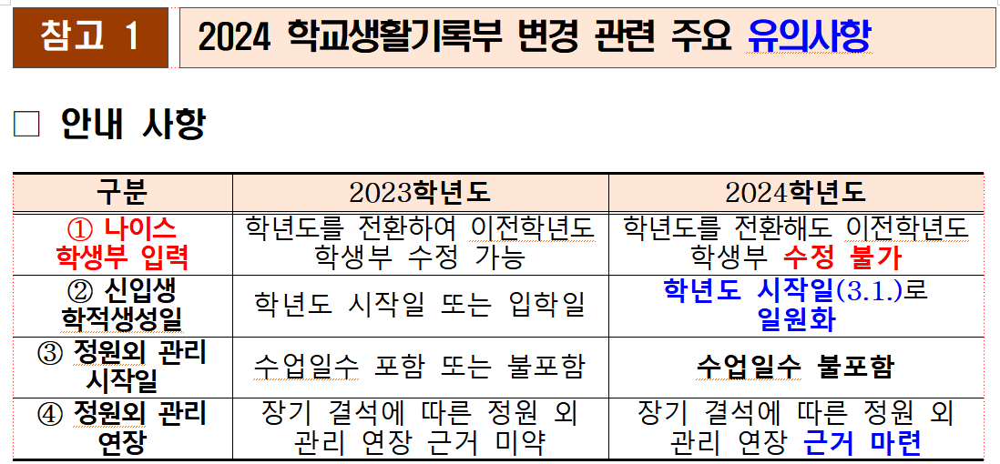 참고 1
2024 학교생활기록부 변경 관련 주요 유의사항
□ 안내 사항
구분
2023학년도
2024학년도
① 나이스
학생부 입력
학년도를 전환하여 이전학년도
학생부 수정 가능
학년도를 전환해도 이전학년도
학생부 수정 불가
② 신입생
학적생성일
학년도 시작일 또는 입학일
학년도 시작일(3.1.)로
일원화
③ 정원외 관리
시작일
수업일수 포함 또는 불포함
수업일수 불포함
④ 정원외 관리
연장
장기 결석에 따른 정원 외
관리 연장 근거 미약
장기 결석에 따른 정원 외
관리 연장 근거 마련